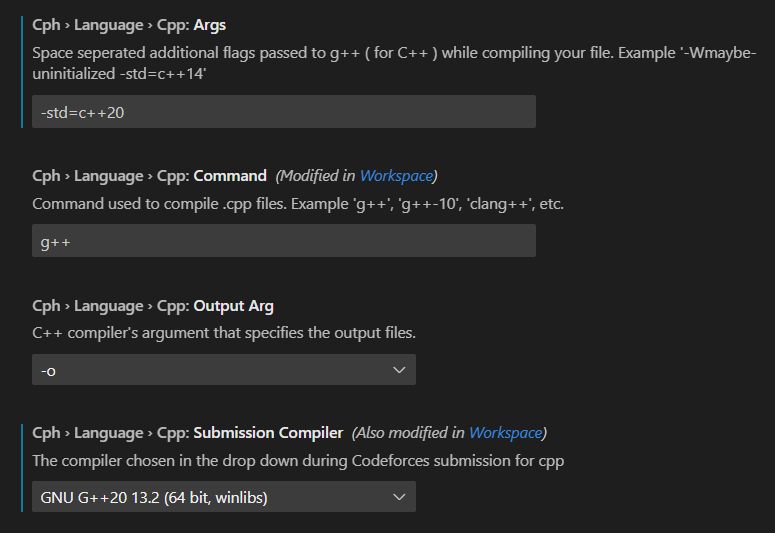 Cph › Language › Cpp: Args
Space seperated additional flags passed to g++ ( for C++ ) while compiling your file. Example '-Wmaybe-
uninitialized -std=c++14'
-std=c++20
Cph › Language › Cpp: Command (Modified in Workspace)
Command used to compile .cpp files. Example 'g++', 'g++-10', 'clang++', etc.
g++
Cph › Language › Cpp: Output Arg
C++ compiler's argument that specifies the output files.
-o
Cph › Language › Cpp: Submission Compiler (Also modified in Workspace)
The compiler chosen in the drop down during Codeforces submission for cpp
GNU G++20 13.2 (64 bit, winlibs)